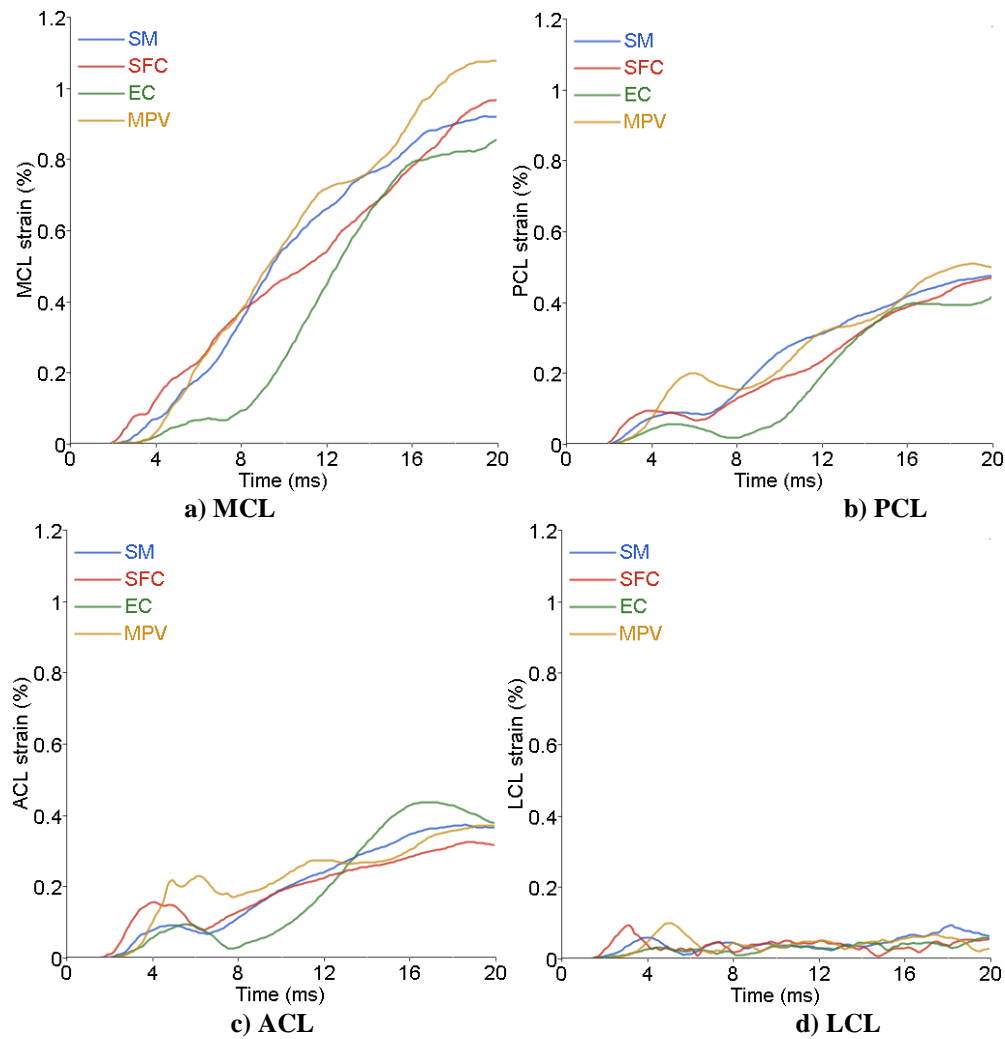 1.2
SM
SFC
EC
MPV
1
0.8
0.6
0.4
0.2
0
MCL strain (%)
0 4 8 12 16 20
Time (ms)
a) MCL
1.2
SM
SFC
EC
MPV
1
0.8
0.6
0.4
0.2
0
PCL strain (%)
0 4 8 12 16 20
Time (ms)
b) PCL
1.2
SM
SFC
EC
MPV
1
0.8
0.6
0.4
0.2
0
ACL strain (%)
0 4 8 12 16 20
Time (ms)
c) ACL
1.2
SM
SFC
EC
MPV
1
0.8
0.6
0.4
0.2
0
LCL strain (%)
0 4 8 12 16 20
Time (ms)
d) LCL